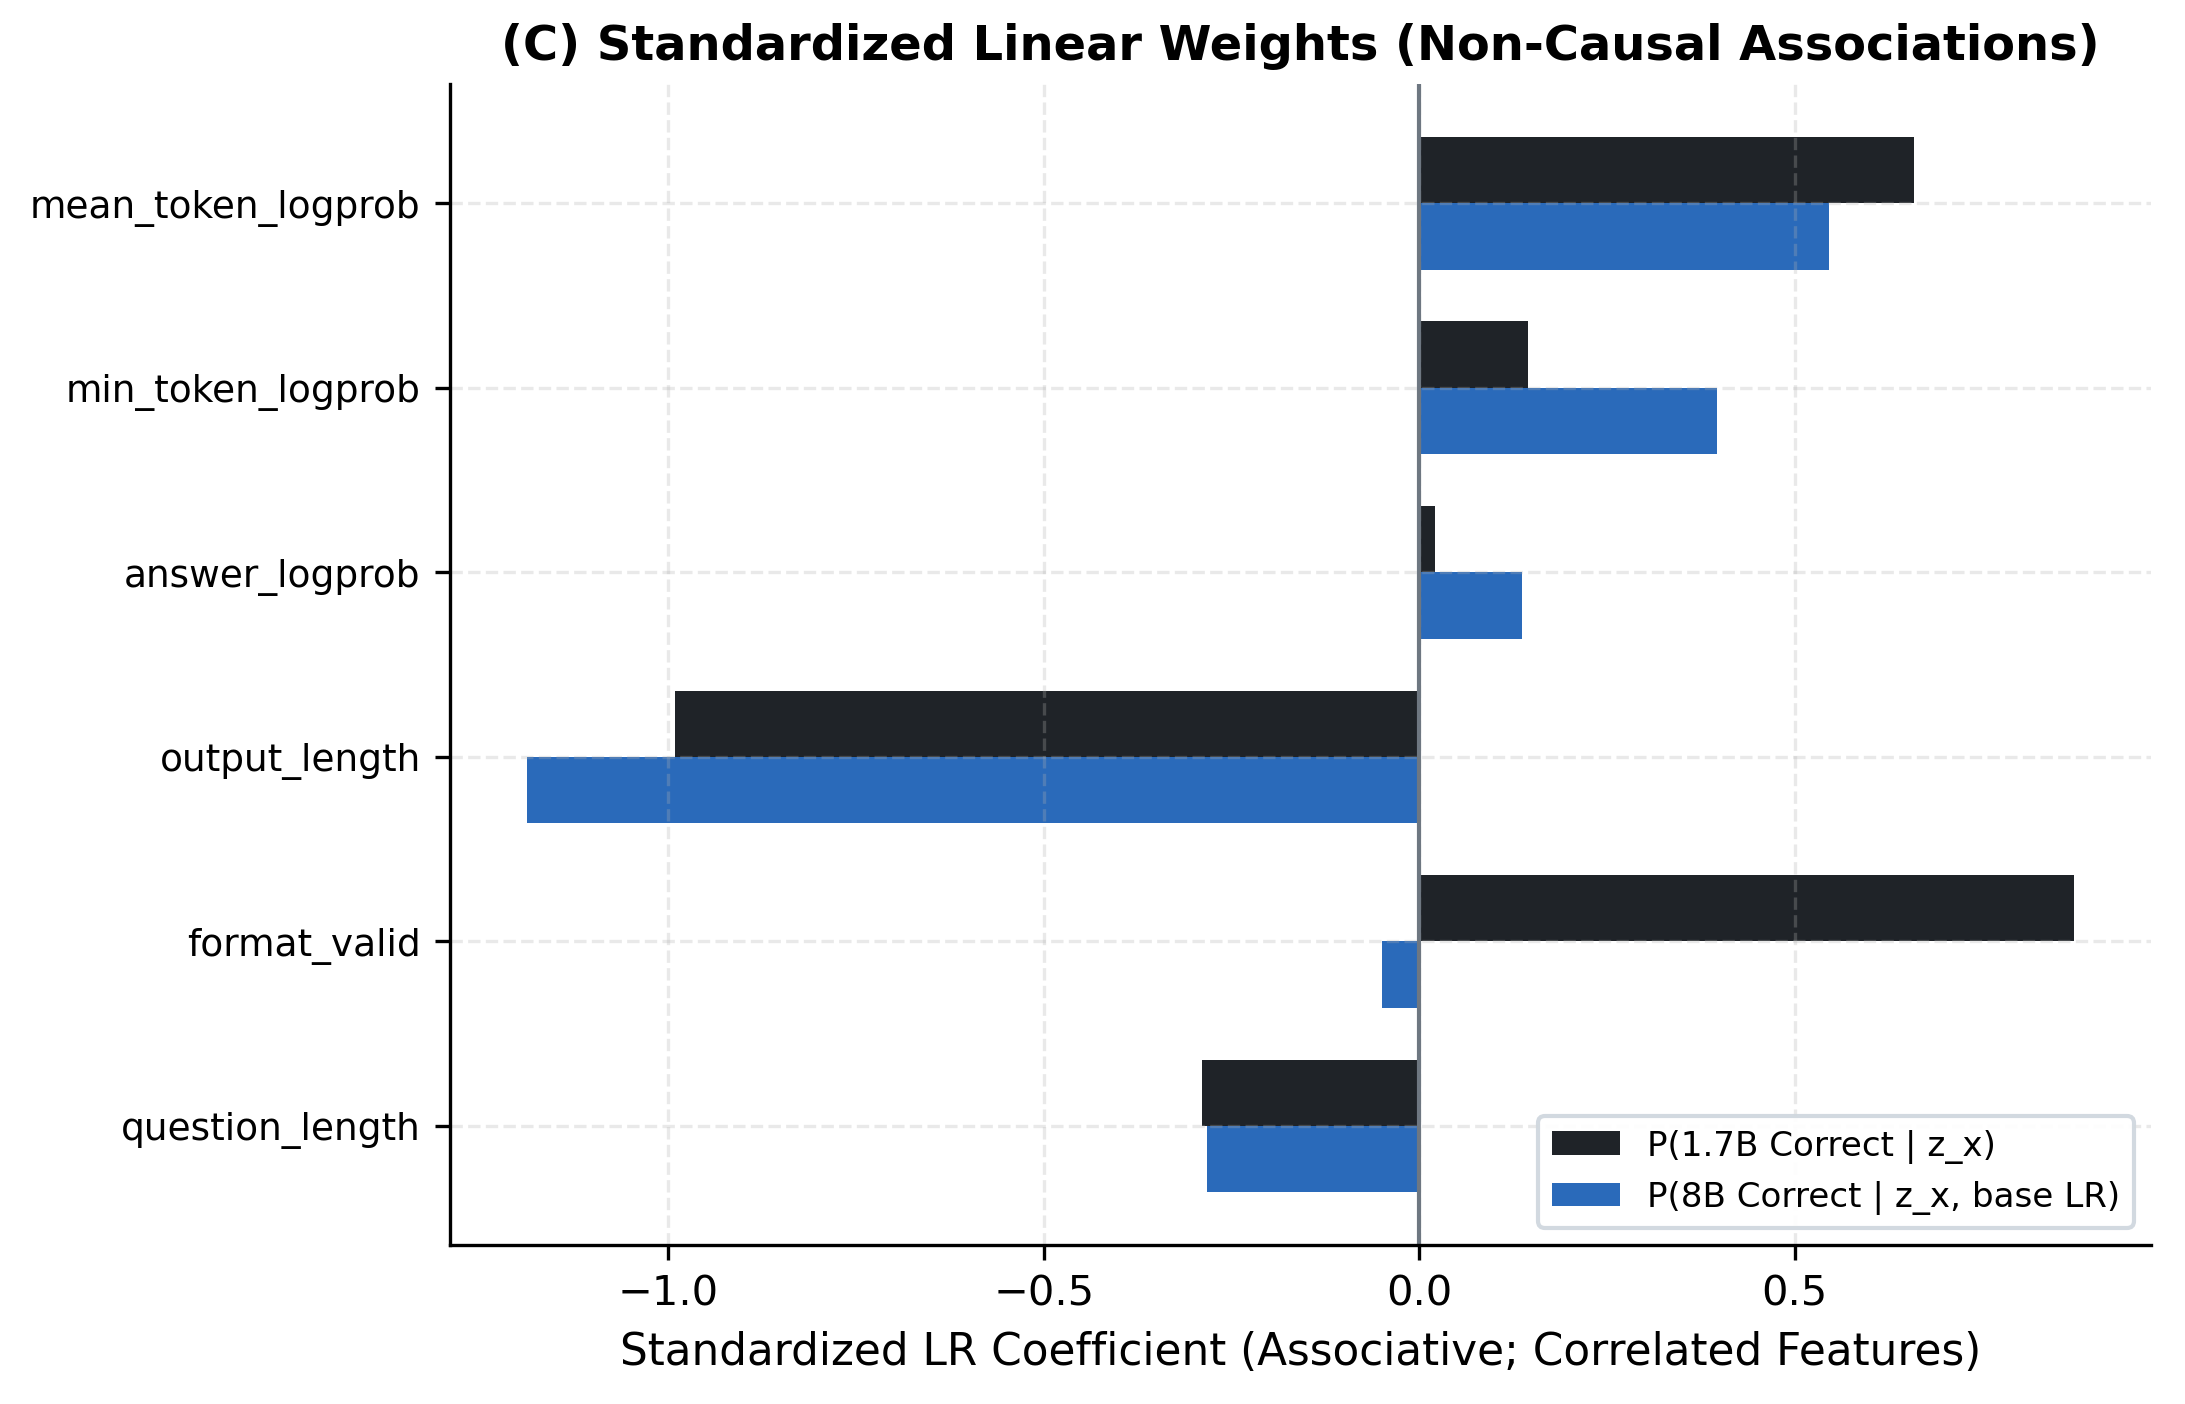 (C) Standardized Linear Weights (Non-Causal Associations)
mean_token_logprob
min_token_logprob
answer_logprob
output_length
format_valid
question_length
P(1.7B Correct | z_x)
P(8B Correct | z_x, base LR)
−1.0
−0.5
0.0
0.5
Standardized LR Coefficient (Associative; Correlated Features)